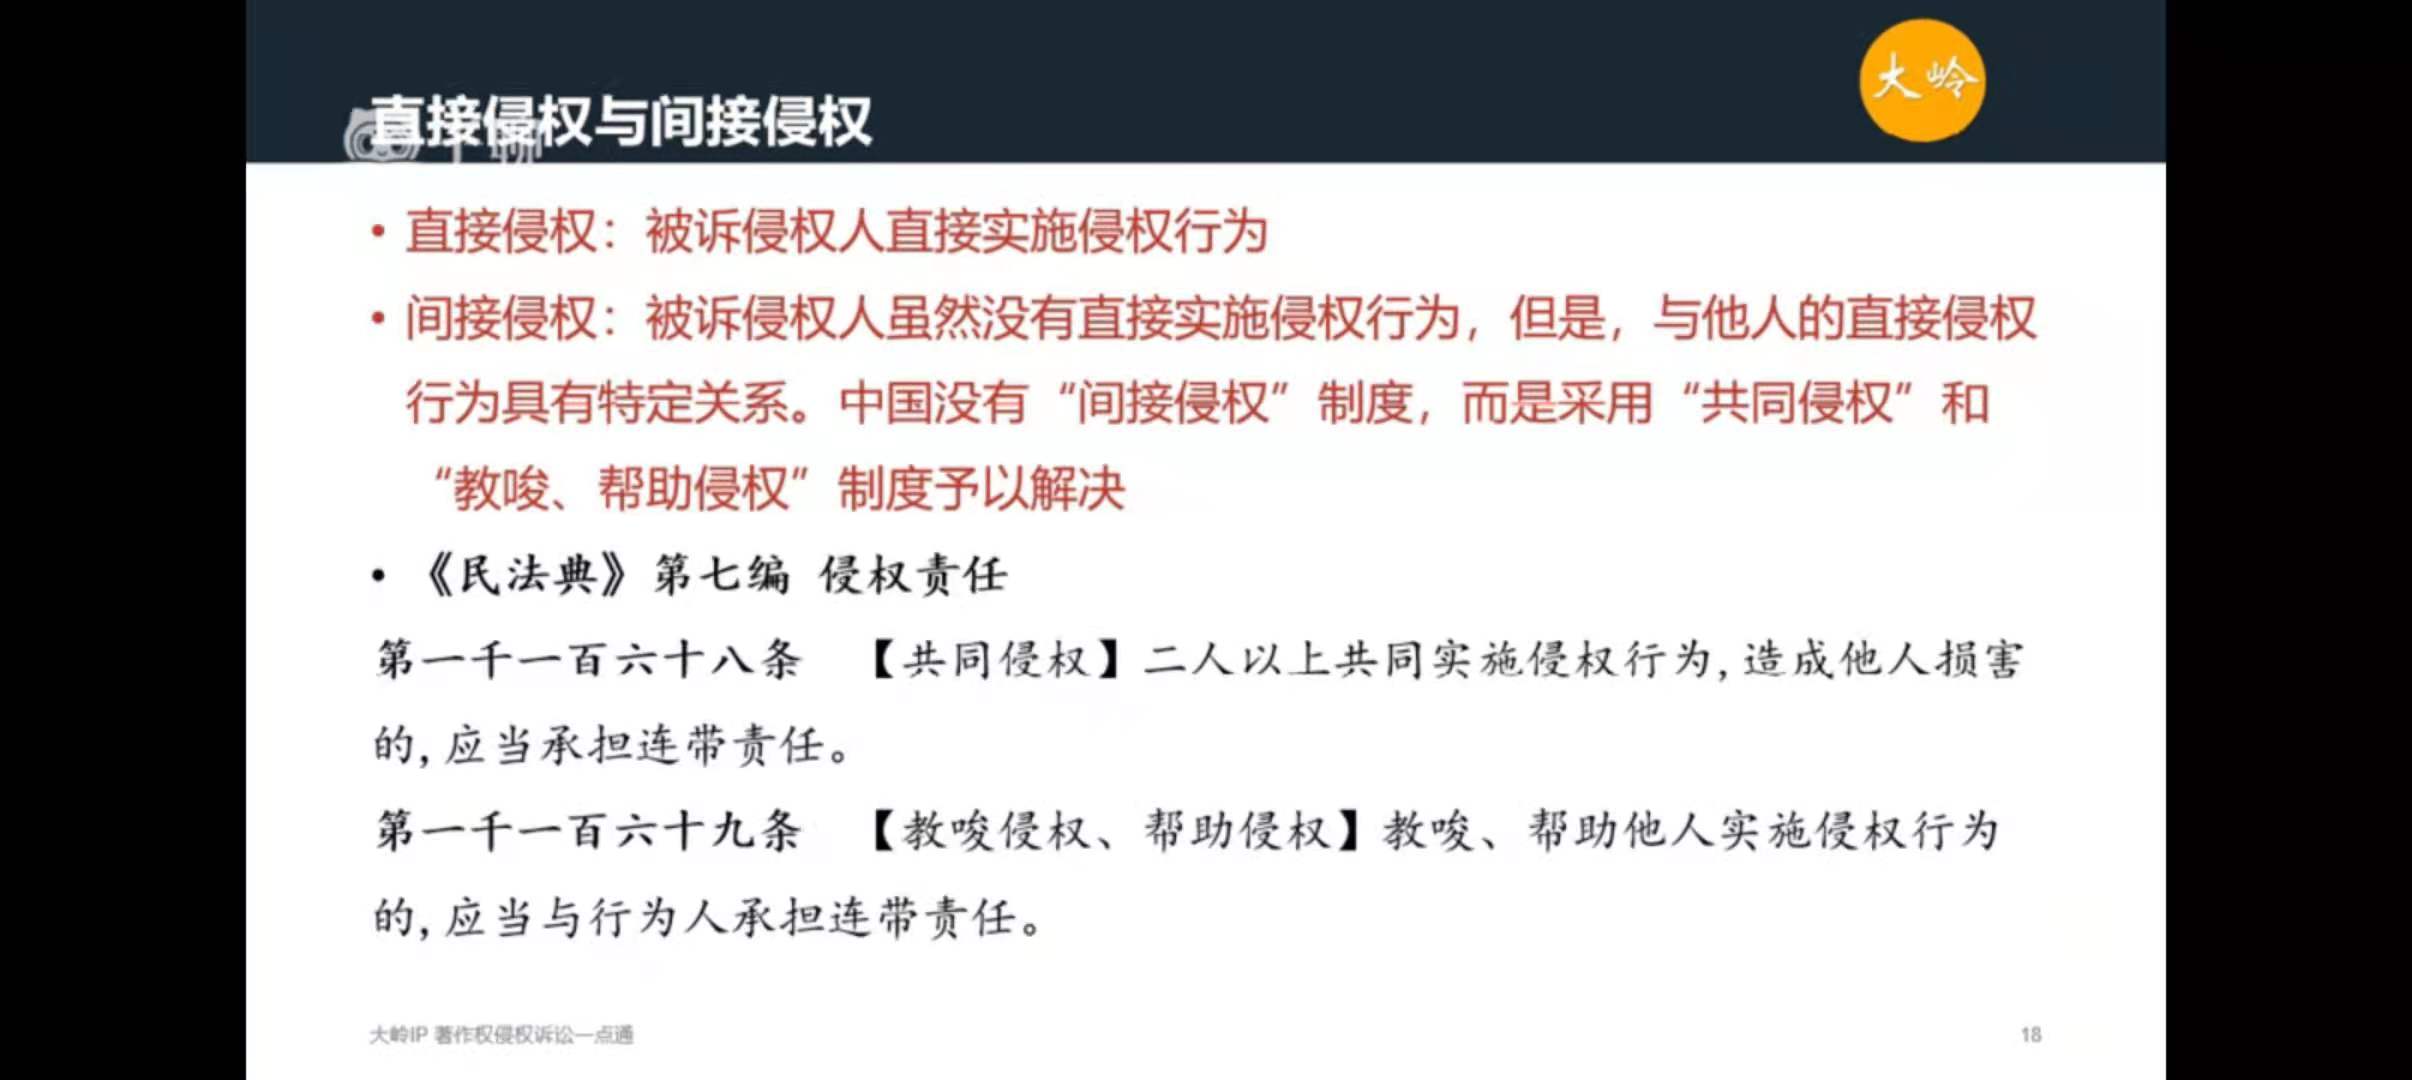 大岭
直接侵权与间接侵权
• 直接侵权：被诉侵权人直接实施侵权行为
• 间接侵权：被诉侵权人虽然没有直接实施侵权行为，但是，与他人的直接侵权
行为具有特定关系。中国没有“间接侵权”制度，而是采用“共同侵权”和
“教唆、帮助侵权”制度予以解决
• 《民法典》第七编 侵权责任
第一千一百六十八条 【共同侵权】二人以上共同实施侵权行为,造成他人损害
的,应当承担连带责任。
第一千一百六十九条 【教唆侵权、帮助侵权】教唆、帮助他人实施侵权行为
的,应当与行为人承担连带责任。
大岭IP 著作权侵权诉讼一点通
18